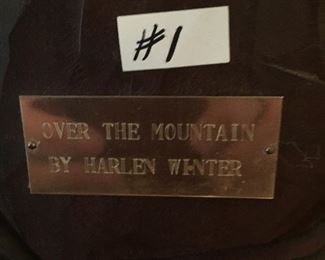 #1
OVER THE MOUNTAIN
BY HARLEN WINTER